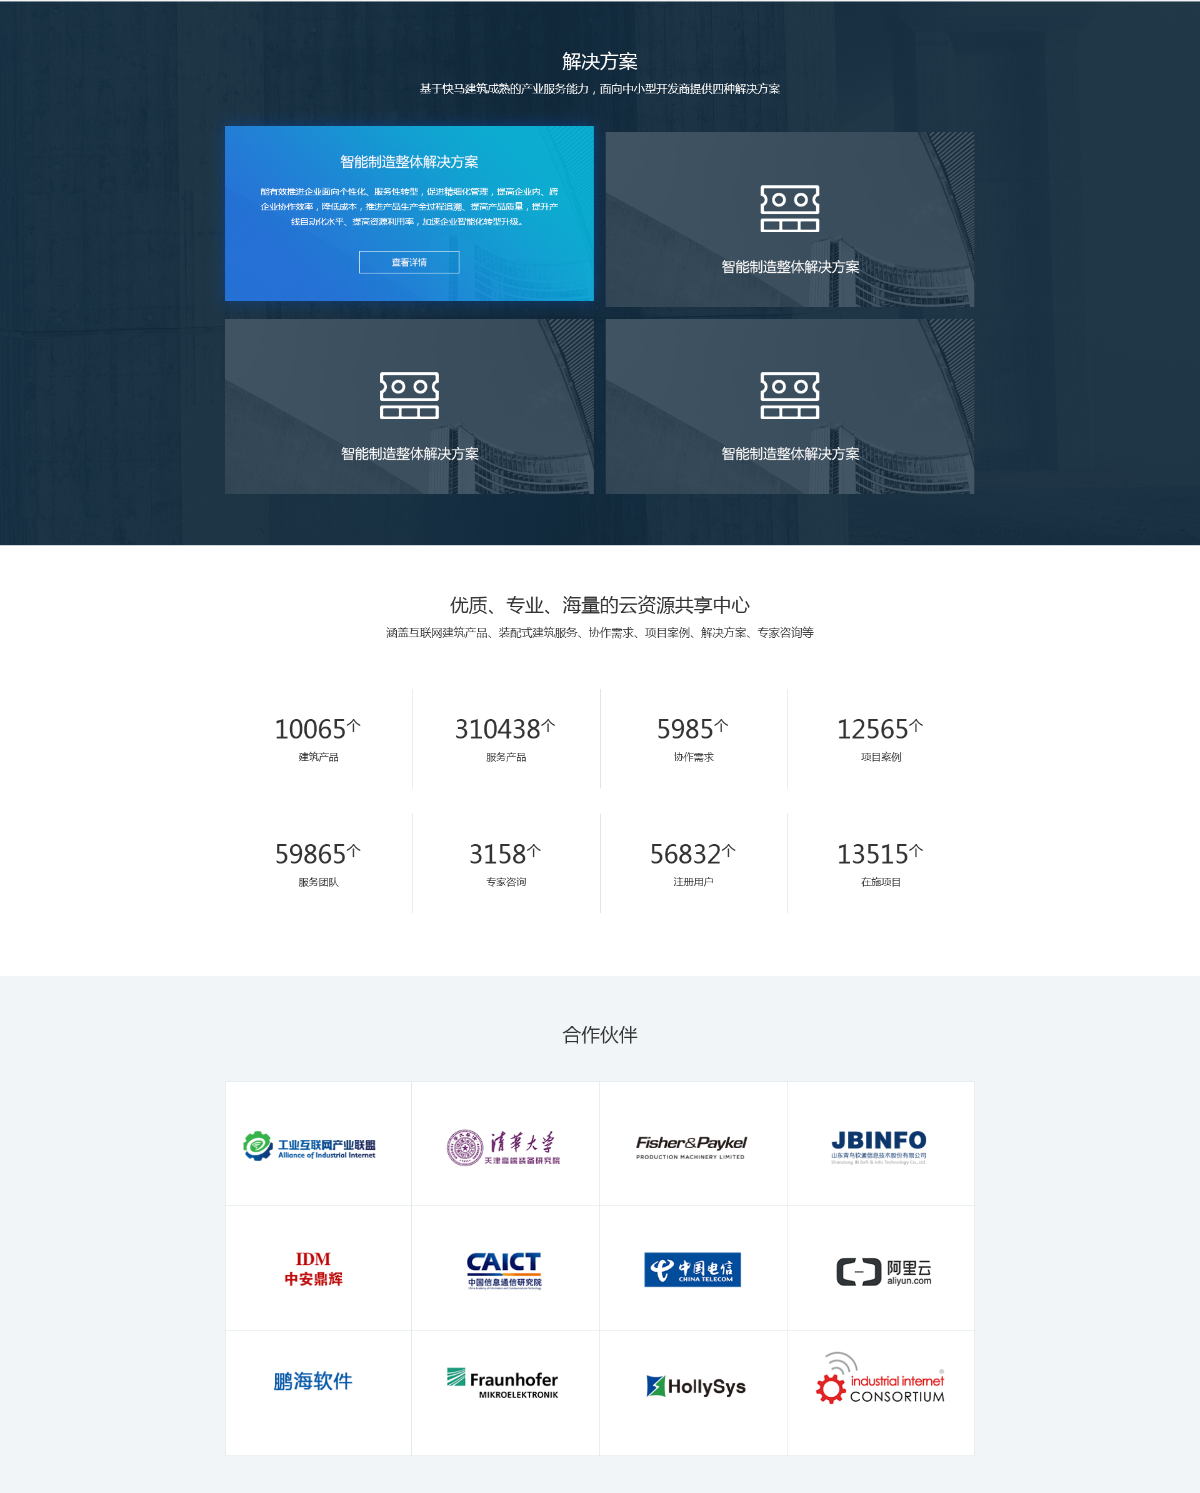 解决方案
基于快马建筑成熟的产业服务能力，面向中小型开发商提供四种解决方案
智能制造整体解决方案
能有效推进企业面向个性化、服务性转型，促进精细化管理，提高企业内、跨
企业协作效率，降低成本，推进产品生产全过程追溯、提高产品质量，提升产
线自动化水平、提高资源利用率，加速企业智能化转型升级。
查看详情
智能制造整体解决方案
智能制造整体解决方案
智能制造整体解决方案
优质、专业、海量的云资源共享中心
涵盖互联网建筑产品、装配式建筑服务、协作需求、项目案例、解决方案、专家咨询等
10065个
建筑产品
310438个
服务产品
5985个
协作需求
12565个
项目案例
59865个
服务团队
3158个
专家咨询
56832个
注册用户
13515个
在施项目
合作伙伴
工业互联网产业联盟
Alliance of Industrial Internet
清华大学
天津高端装备研究院
Fisher&Paykel
PRODUCTION MACHINERY LIMITED
JBINFO
山东青鸟软通信息技术股份有限公司
IDM
中安鼎辉
CAICT
中国信息通信研究院
中国电信
CHINA TELECOM
阿里云
aliyun.com
鹏海软件
Fraunhofer
MIKROELEKTRONIK
HollySys
industrial internet
CONSORTIUM